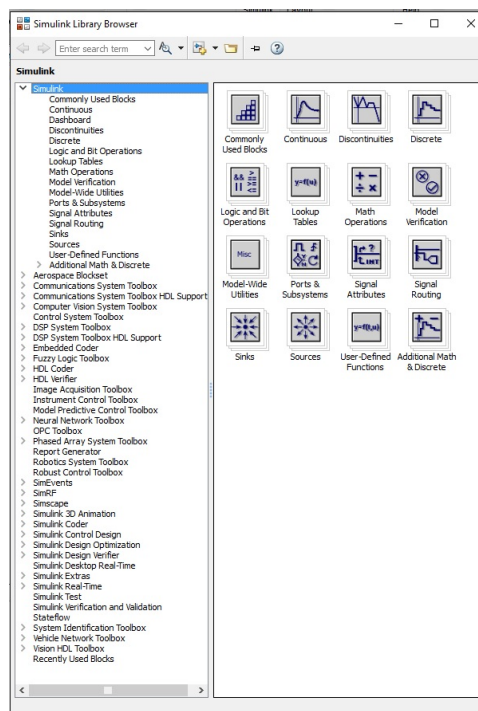 Simulink Library Browser
Enter search term
Simulink
Simulink
Commonly Used Blocks
Continuous
Dashboard
Discontinuities
Discrete
Logic and Bit Operations
Lookup Tables
Math Operations
Model Verification
Model-Wide Utilities
Ports & Subsystems
Signal Attributes
Signal Routing
Sinks
Sources
User-Defined Functions
Additional Math & Discrete
Aerospace Blockset
Communications System Toolbox
Communications System Toolbox HDL Support
Computer Vision System Toolbox
Control System Toolbox
DSP System Toolbox
DSP System Toolbox HDL Support
Embedded Coder
Fuzzy Logic Toolbox
HDL Coder
HDL Verifier
Image Acquisition Toolbox
Instrument Control Toolbox
Model Predictive Control Toolbox
Neural Network Toolbox
OPC Toolbox
Phased Array System Toolbox
Report Generator
Robotics System Toolbox
Robust Control Toolbox
SimEvents
SimRF
Simscape
Simulink 3D Animation
Simulink Coder
Simulink Control Design
Simulink Design Optimization
Simulink Design Verifier
Simulink Desktop Real-Time
Simulink Extras
Simulink Real-Time
Simulink Test
Simulink Verification and Validation
Stateflow
System Identification Toolbox
Vehicle Network Toolbox
Vision HDL Toolbox
Recently Used Blocks
Commonly
Used Blocks
Continuous
Discontinuities
Discrete
&& >
|| >=
<=
Logic and Bit
Operations
y=f(u)
Lookup
Tables
+ −
÷ ×
Math
Operations
Model
Verification
Misc
Model-Wide
Utilities
Ports &
Subsystems
?
INT
Signal
Attributes
Signal
Routing
Sinks
Sources
y=f(t,u)
User-Defined
Functions
Additional Math
& Discrete